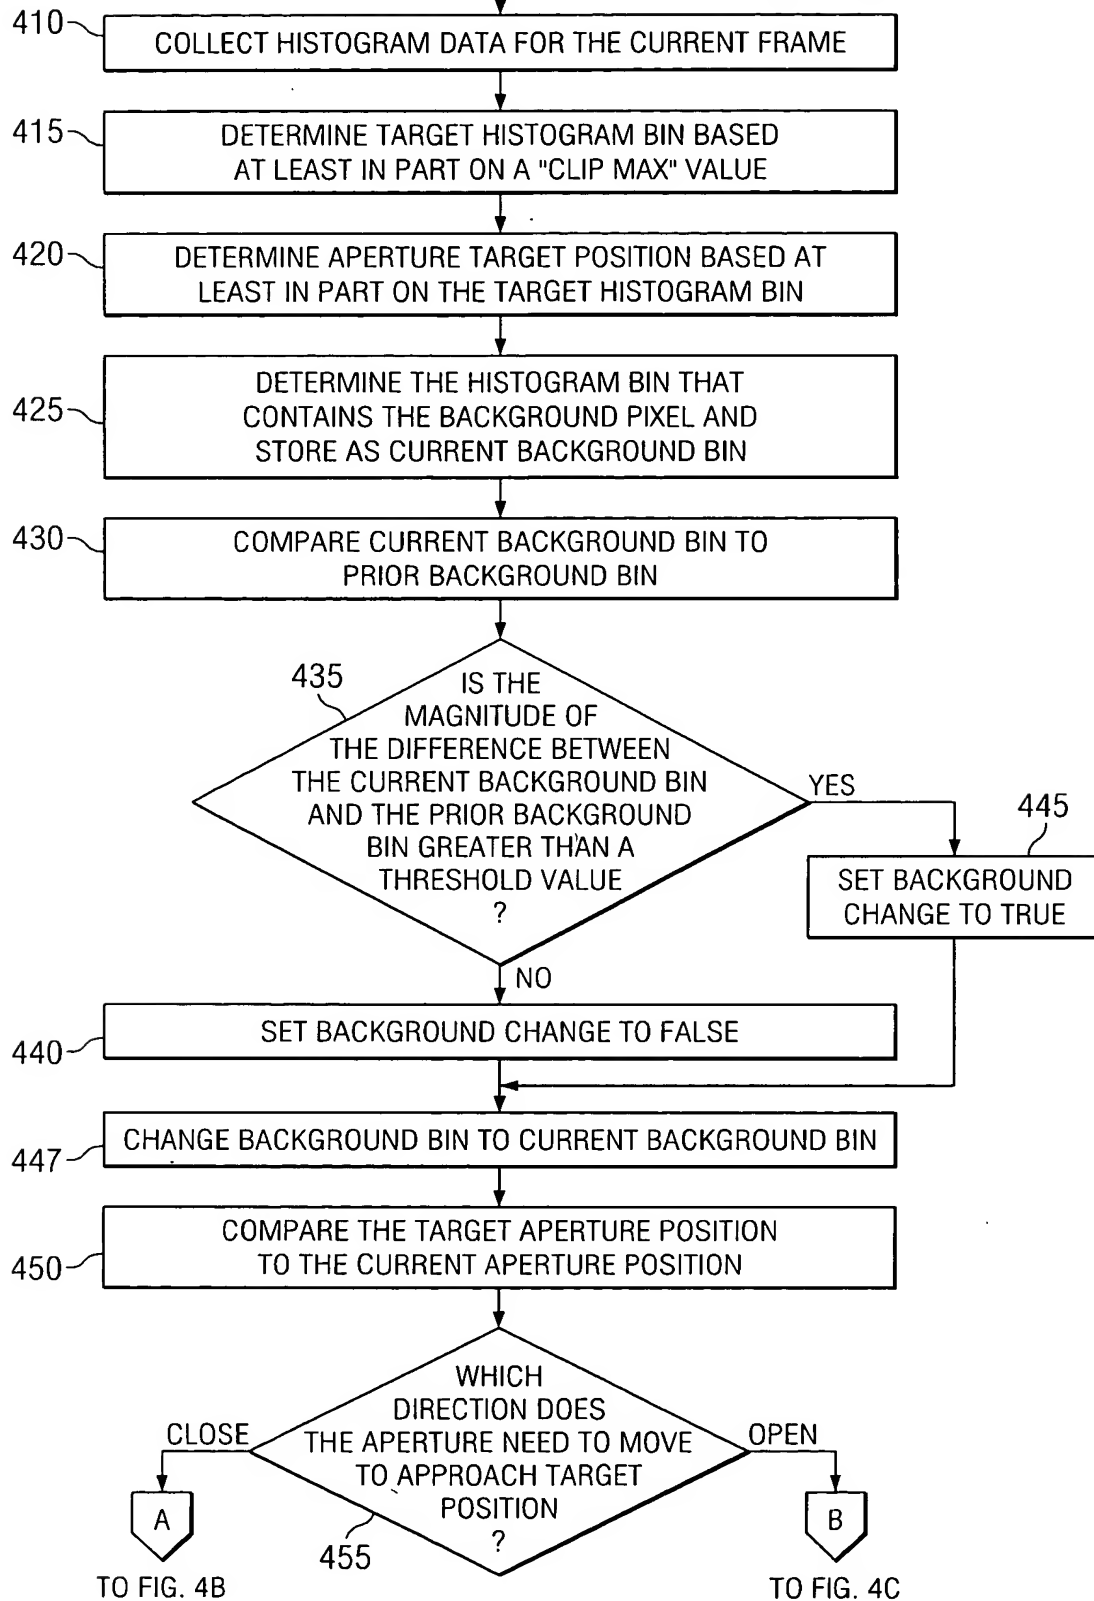 410
COLLECT HISTOGRAM DATA FOR THE CURRENT FRAME
415
DETERMINE TARGET HISTOGRAM BIN BASED
AT LEAST IN PART ON A "CLIP MAX" VALUE
420
DETERMINE APERTURE TARGET POSITION BASED AT
LEAST IN PART ON THE TARGET HISTOGRAM BIN
425
DETERMINE THE HISTOGRAM BIN THAT
CONTAINS THE BACKGROUND PIXEL AND
STORE AS CURRENT BACKGROUND BIN
430
COMPARE CURRENT BACKGROUND BIN TO
PRIOR BACKGROUND BIN
435
IS THE
MAGNITUDE OF
THE DIFFERENCE BETWEEN
THE CURRENT BACKGROUND BIN
AND THE PRIOR BACKGROUND
BIN GREATER THAN A
THRESHOLD VALUE
?
YES
445
SET BACKGROUND
CHANGE TO TRUE
NO
440
SET BACKGROUND CHANGE TO FALSE
447
CHANGE BACKGROUND BIN TO CURRENT BACKGROUND BIN
450
COMPARE THE TARGET APERTURE POSITION
TO THE CURRENT APERTURE POSITION
WHICH
DIRECTION DOES
THE APERTURE NEED TO MOVE
TO APPROACH TARGET
POSITION
?
455
CLOSE
OPEN
A
B
TO FIG. 4B
TO FIG. 4C